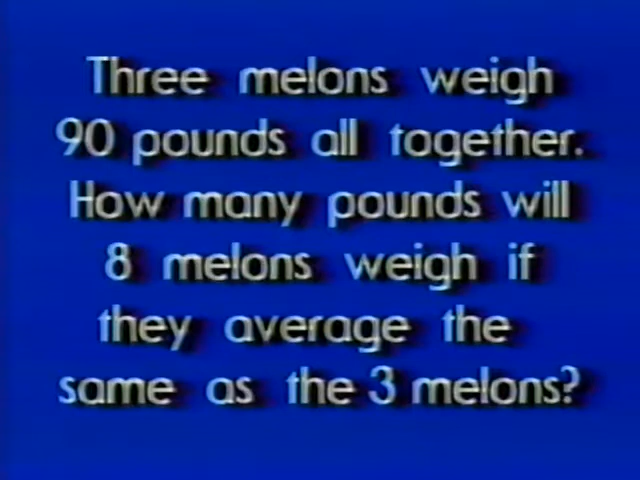 Three melons weigh
90 pounds all together.
How many pounds will
8 melons weigh if
they average the
same as the 3 melons?